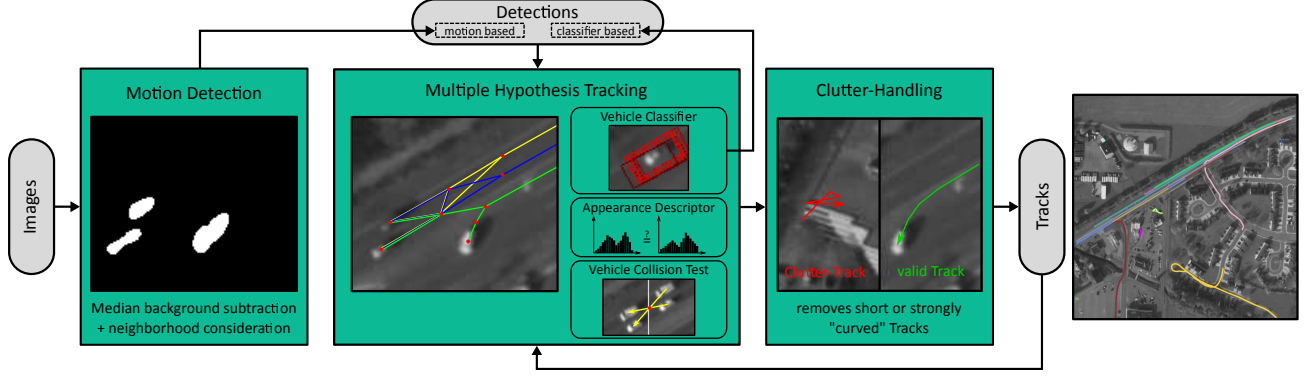 Detections
motion based
classifier based
Images
Motion Detection
Median background subtraction
+ neighborhood consideration
Multiple Hypothesis Tracking
Vehicle Classifier
Appearance Descriptor
?
=
Vehicle Collision Test
Clutter-Handling
Clutter-Track
valid Track
removes short or strongly
"curved" Tracks
Tracks